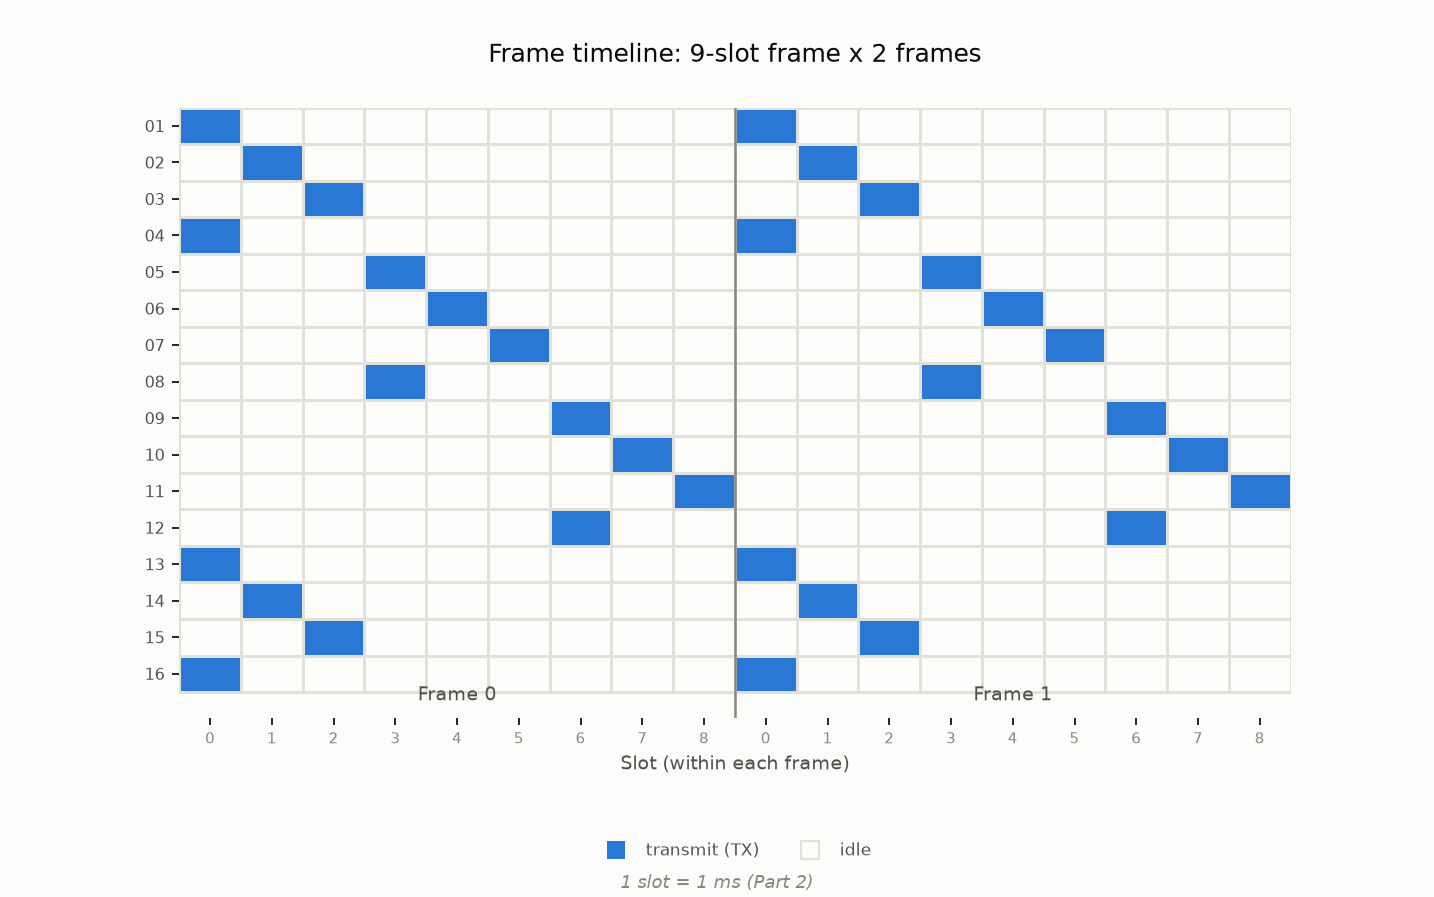 Frame timeline: 9-slot frame x 2 frames
01
02
03
04
05
06
07
08
09
10
11
12
13
14
15
16
Frame 0 Frame 1
0 1 2 3 4 5 6 7 8 0 1 2 3 4 5 6 7 8
Slot (within each frame)
transmit (TX) idle
1 slot = 1 ms (Part 2)